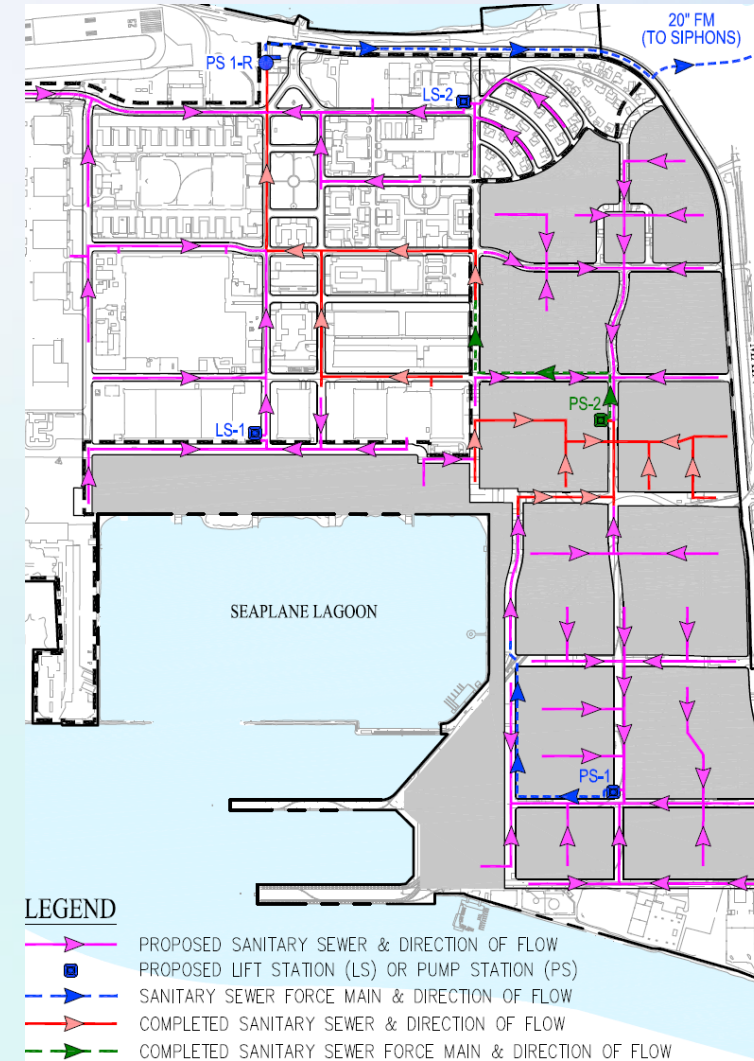 20" FM
(TO SIPHONS)
PS 1-R
LS-2
PS-2
LS-1
SEAPLANE LAGOON
PS-1
LEGEND
PROPOSED SANITARY SEWER & DIRECTION OF FLOW
PROPOSED LIFT STATION (LS) OR PUMP STATION (PS)
SANITARY SEWER FORCE MAIN & DIRECTION OF FLOW
COMPLETED SANITARY SEWER & DIRECTION OF FLOW
COMPLETED SANITARY SEWER FORCE MAIN & DIRECTION OF FLOW